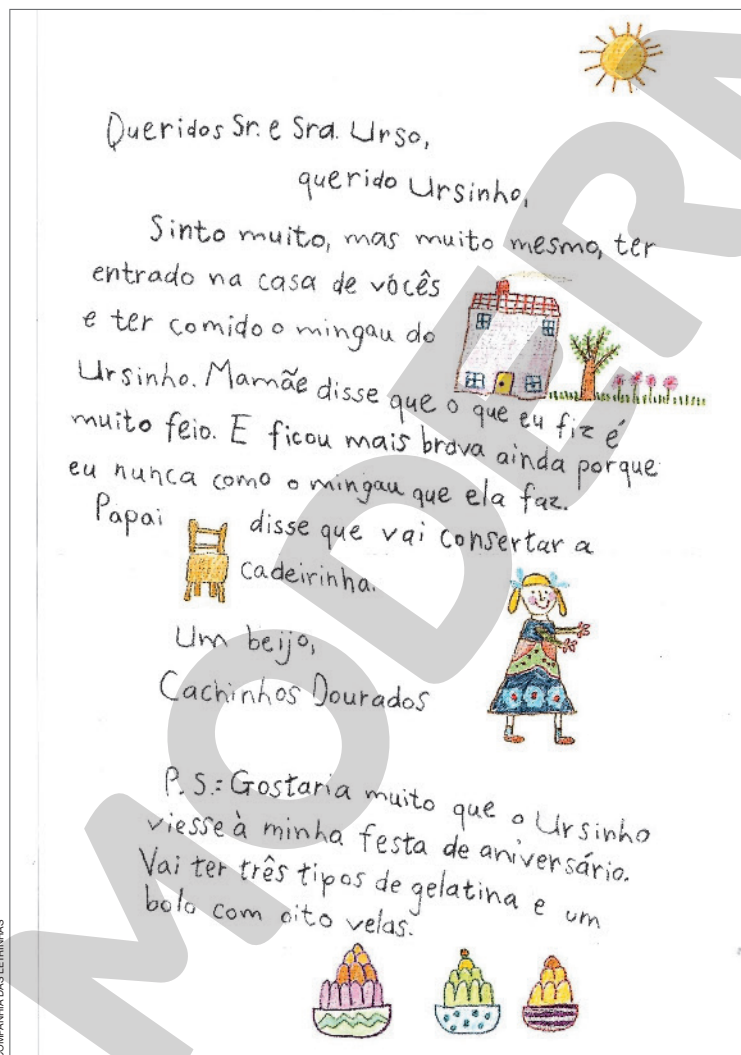 Queridos Sr. e Sra. Urso,
querido Ursinho,
Sinto muito, mas muito mesmo, ter
entrado na casa de vocês
e ter comido o mingau do
Ursinho. Mamãe disse que o que eu fiz é
muito feio. E ficou mais brava ainda porque
eu nunca como o mingau que ela faz.
Papai disse que vai consertar a
cadeirinha.
Um beijo,
Cachinhos Dourados
P.S.: Gostaria muito que o Ursinho
viesse à minha festa de aniversário.
Vai ter três tipos de gelatina e um
bolo com oito velas.
COMPANHIA DAS LETRINHAS